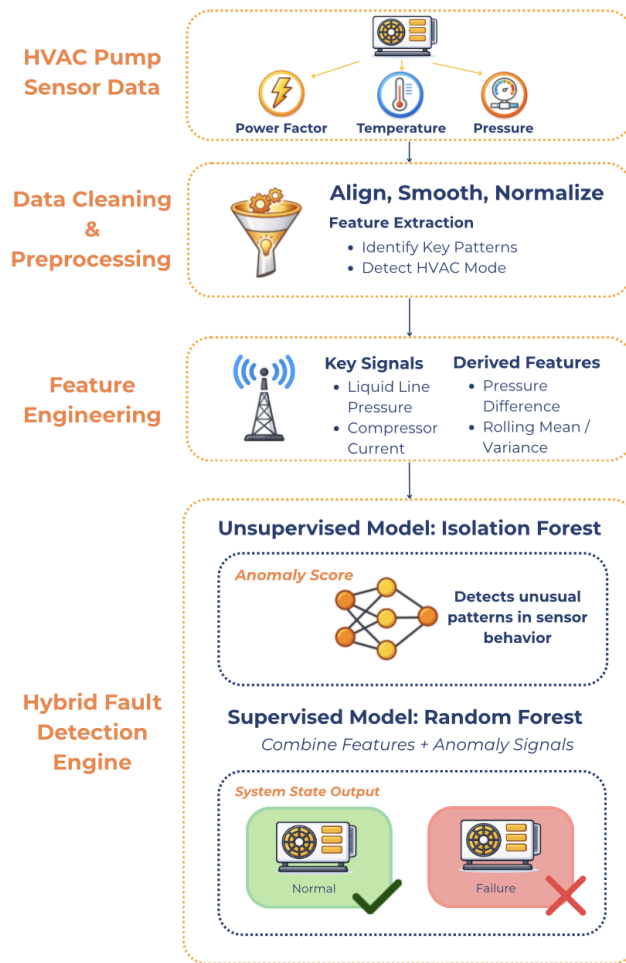 HVAC Pump
Sensor Data
Power Factor
Temperature
Pressure
Data Cleaning
&
Preprocessing
Align, Smooth, Normalize
Feature Extraction
• Identify Key Patterns
• Detect HVAC Mode
Feature
Engineering
Key Signals
• Liquid Line
Pressure
• Compressor
Current
Derived Features
• Pressure
Difference
• Rolling Mean /
Variance
Hybrid Fault
Detection
Engine
Unsupervised Model: Isolation Forest
Anomaly Score
Detects unusual
patterns in sensor
behavior
Supervised Model: Random Forest
Combine Features + Anomaly Signals
System State Output
Normal
Failure